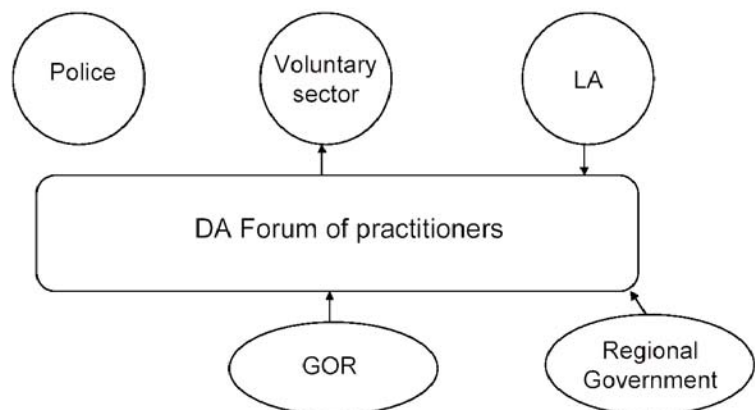 Police
Voluntary
sector
LA
DA Forum of practitioners
GOR
Regional
Government